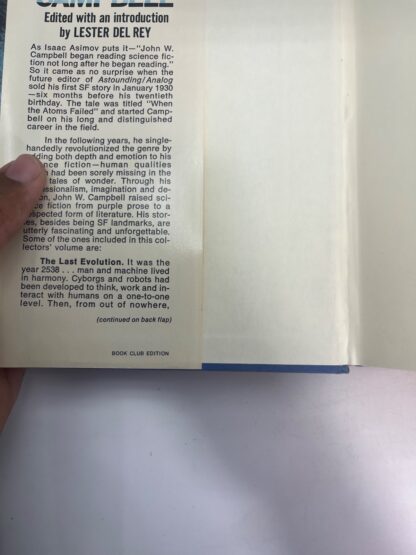 CAMPBELL
Edited with an introduction
by LESTER DEL REY
As Isaac Asimov puts it—"John W.
Campbell began reading science fic-
tion not long after he began reading."
So it came as no surprise when the
future editor of Astounding/Analog
sold his first SF story in January 1930
—six months before his twentieth
birthday. The tale was titled "When
the Atoms Failed" and started Camp-
bell on his long and distinguished
career in the field.
In the following years, he single-
handedly revolutionized the genre by
adding both depth and emotion to his
science fiction—human qualities
had been sorely missing in the
tales of wonder. Through his
professionalism, imagination and de-
John W. Campbell raised sci-
ence fiction from purple prose to a
respected form of literature. His stor-
ies, besides being SF landmarks, are
utterly fascinating and unforgettable.
Some of the ones included in this col-
lectors' volume are:
The Last Evolution. It was the
year 2538 . . . man and machine lived
in harmony. Cyborgs and robots had
been developed to think, work and in-
teract with humans on a one-to-one
level. Then, from out of nowhere,
(continued on back flap)
BOOK CLUB EDITION